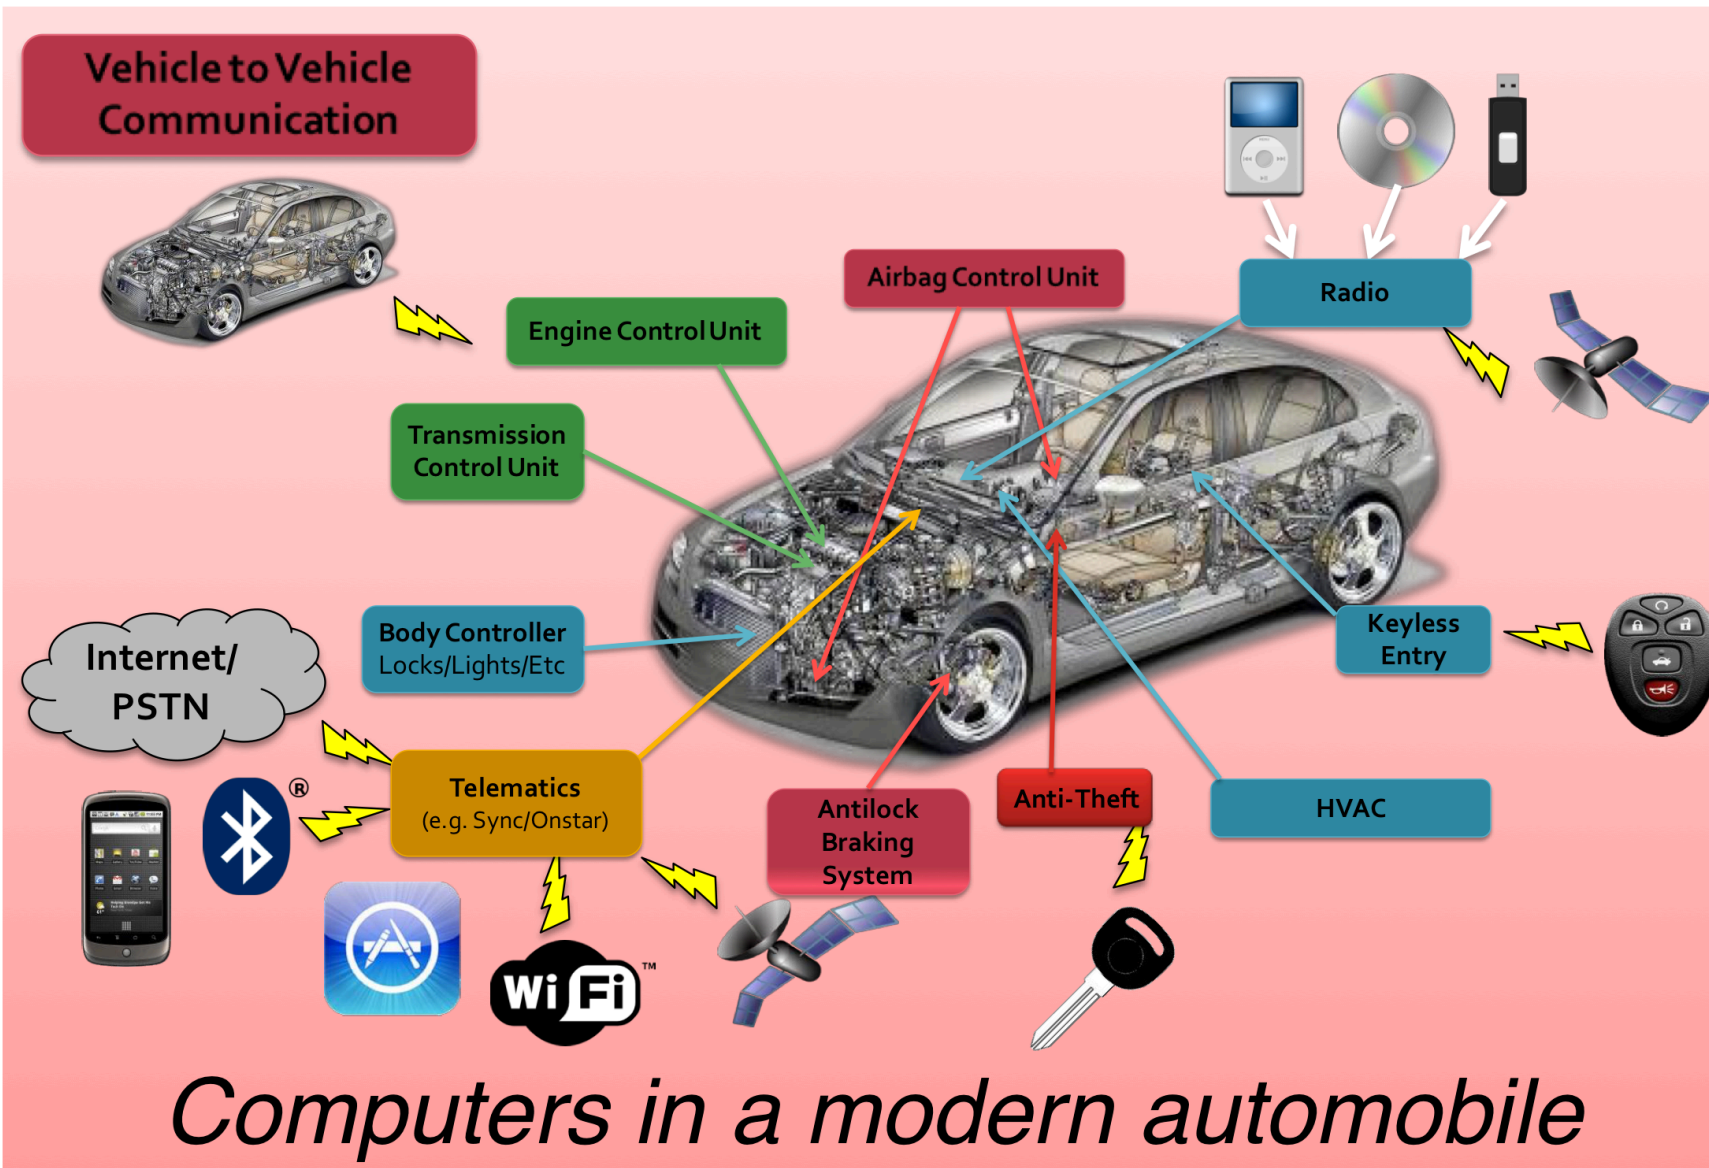 Vehicle to Vehicle
Communication
Airbag Control Unit
Radio
Engine Control Unit
Transmission
Control Unit
Body Controller
Locks/Lights/Etc
Keyless
Entry
Internet/
PSTN
Telematics
(e.g. Sync/Onstar)
®
Antilock
Braking
System
Anti-Theft
HVAC
Wi Fi
™
Computers in a modern automobile